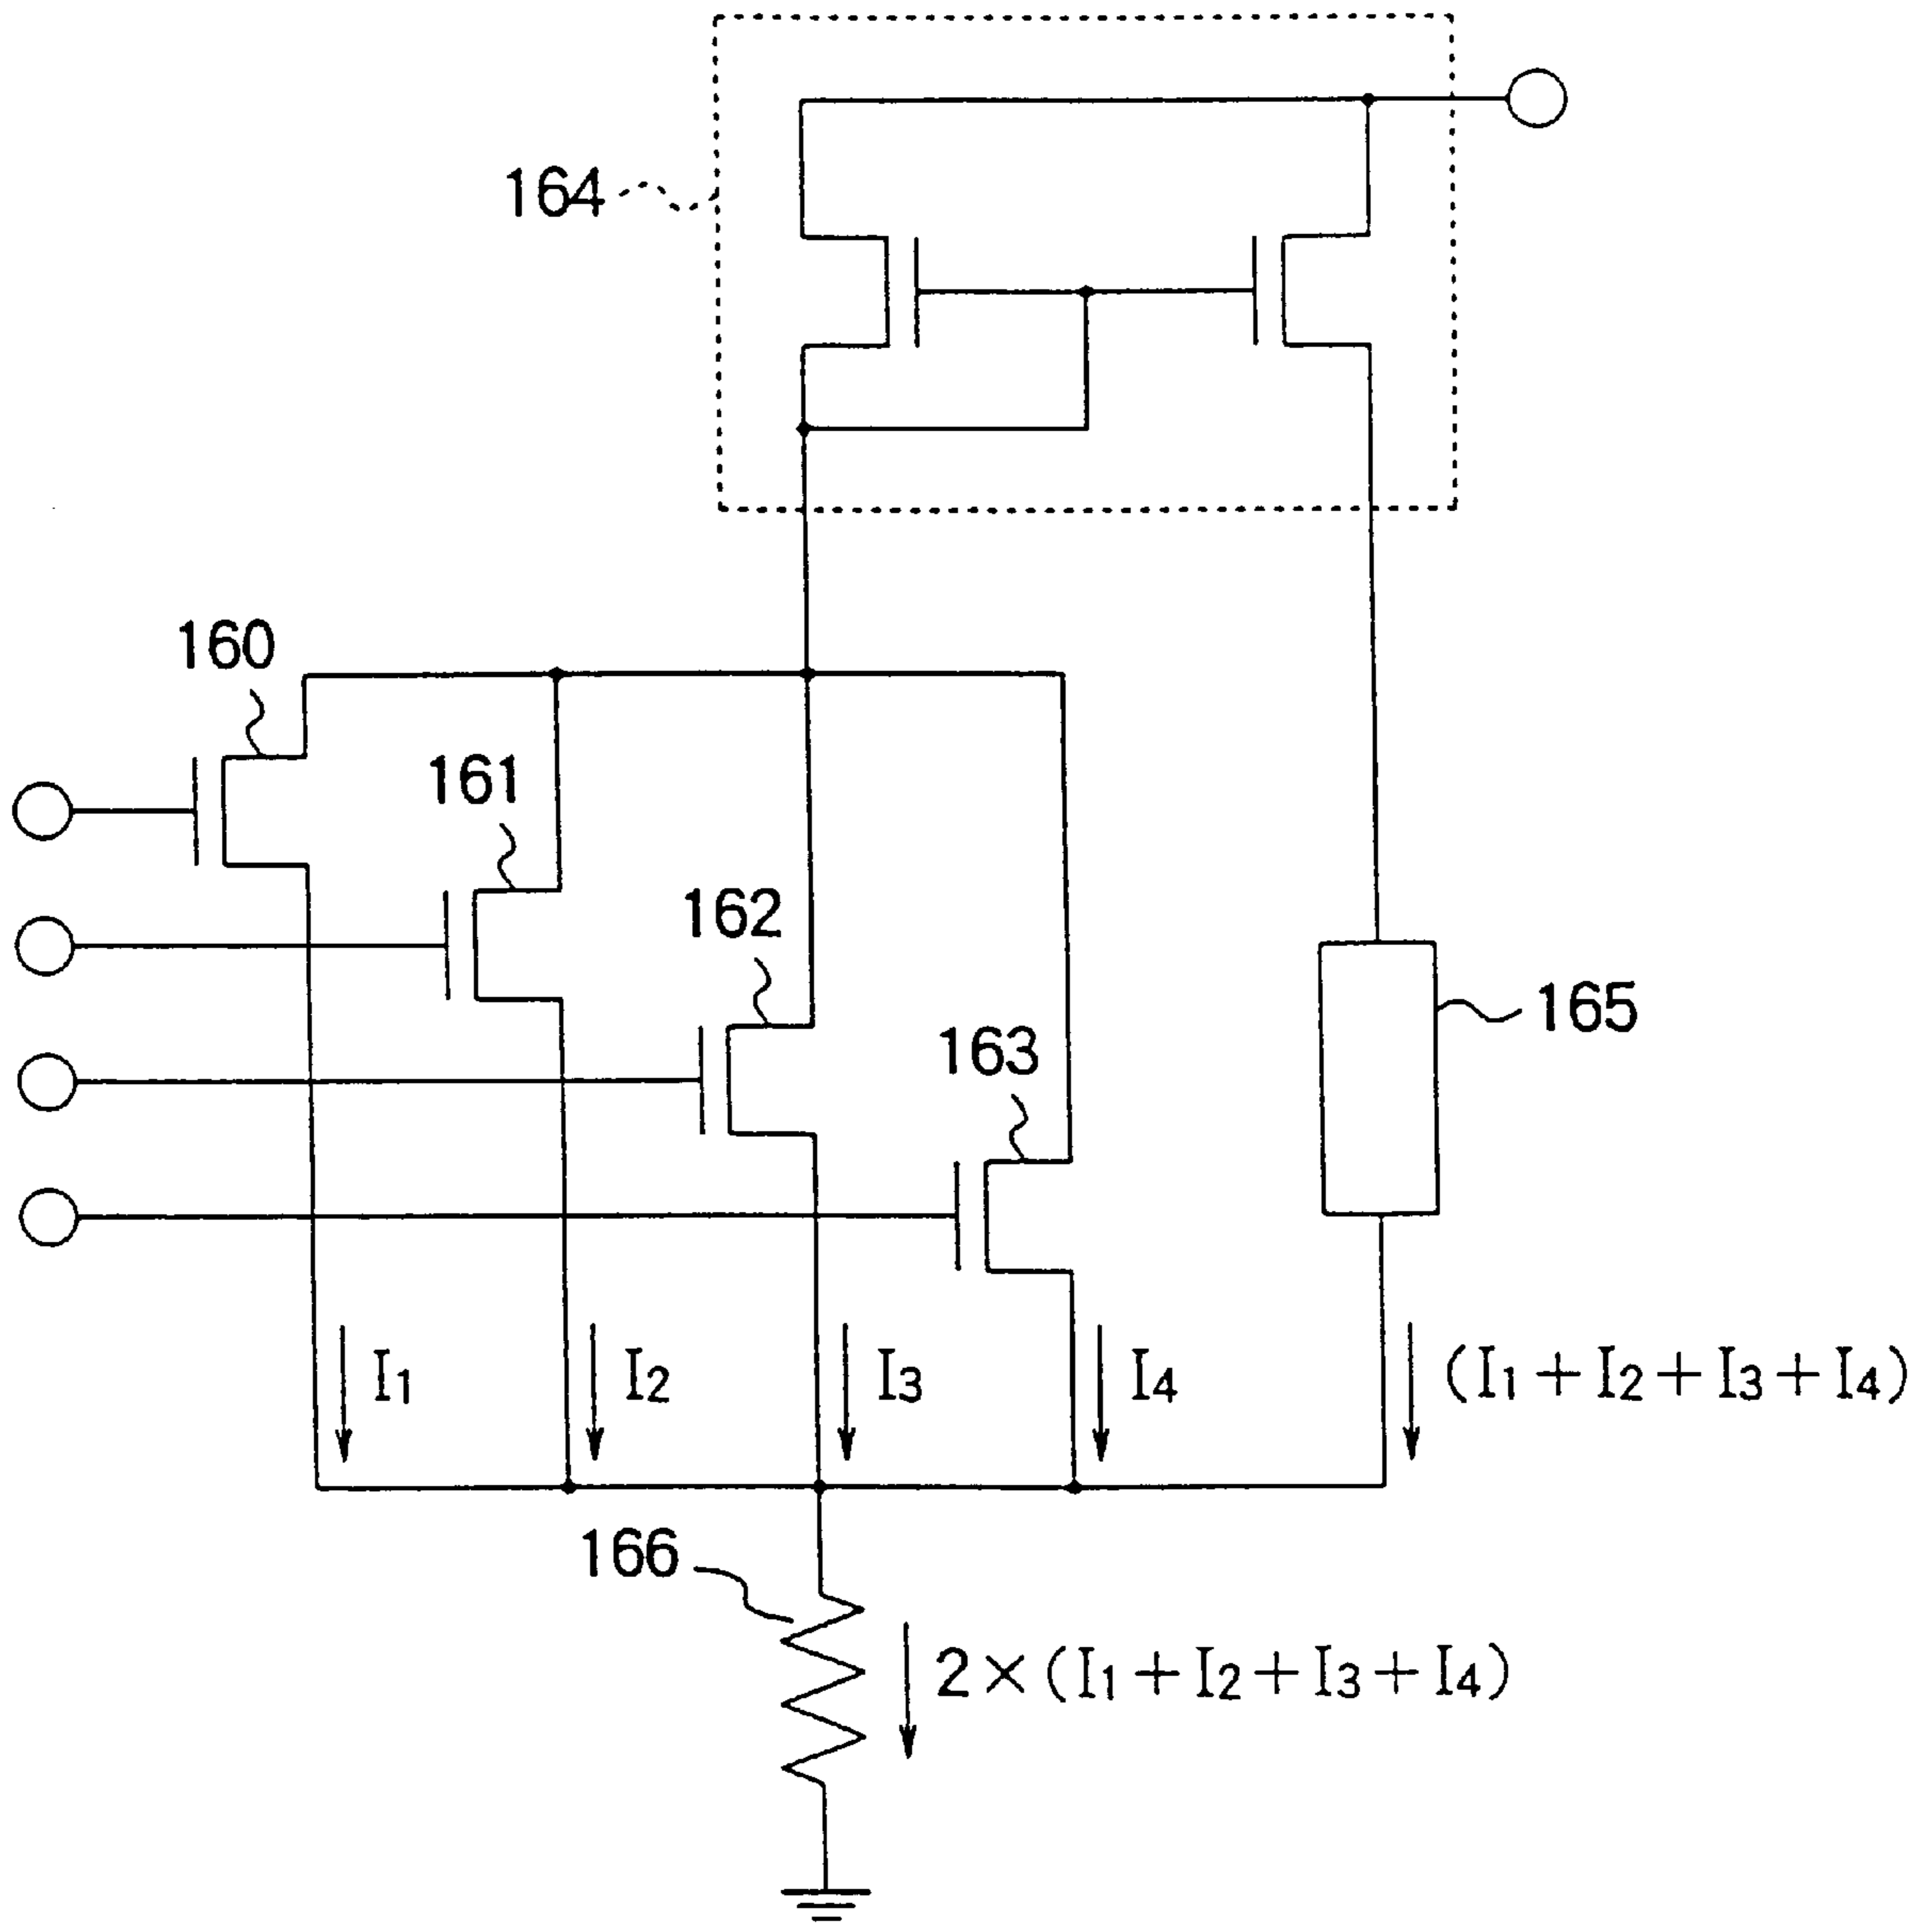 164
160
161
162
163
165
I₁
I₂
I₃
I₄
(I₁+I₂+I₃+I₄)
166
2×(I₁+I₂+I₃+I₄)